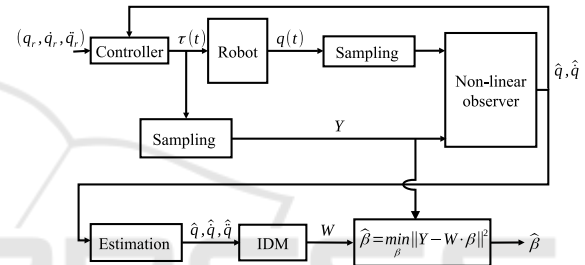 (q_r, q̇_r, q̈_r)
Controller
τ(t)
Robot
q(t)
Sampling
Non-linear
observer
q̂, q̂̇
Sampling
Y
Estimation
q̂, q̂̇, q̂̈
IDM
W
β̂ = min_β ||Y − W·β||²
β̂